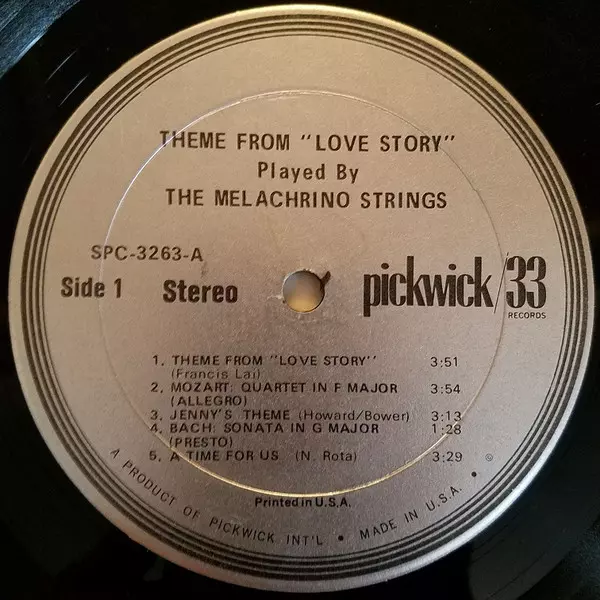 THEME FROM "LOVE STORY"
Played By
THE MELACHRINO STRINGS
SPC-3263-A
Side 1 Stereo
pickwick/33
RECORDS
1. THEME FROM "LOVE STORY" 3:51
(Francis Lai)
2. MOZART: QUARTET IN F MAJOR 3:54
(ALLEGRO)
3. JENNY'S THEME (Howard/Bower) 3:13
4. BACH: SONATA IN G MAJOR 1:28
(PRESTO)
5. A TIME FOR US (N. Rota) 3:29
Printed in U.S.A.
A PRODUCT OF PICKWICK INT'L • MADE IN U.S.A. • ℗